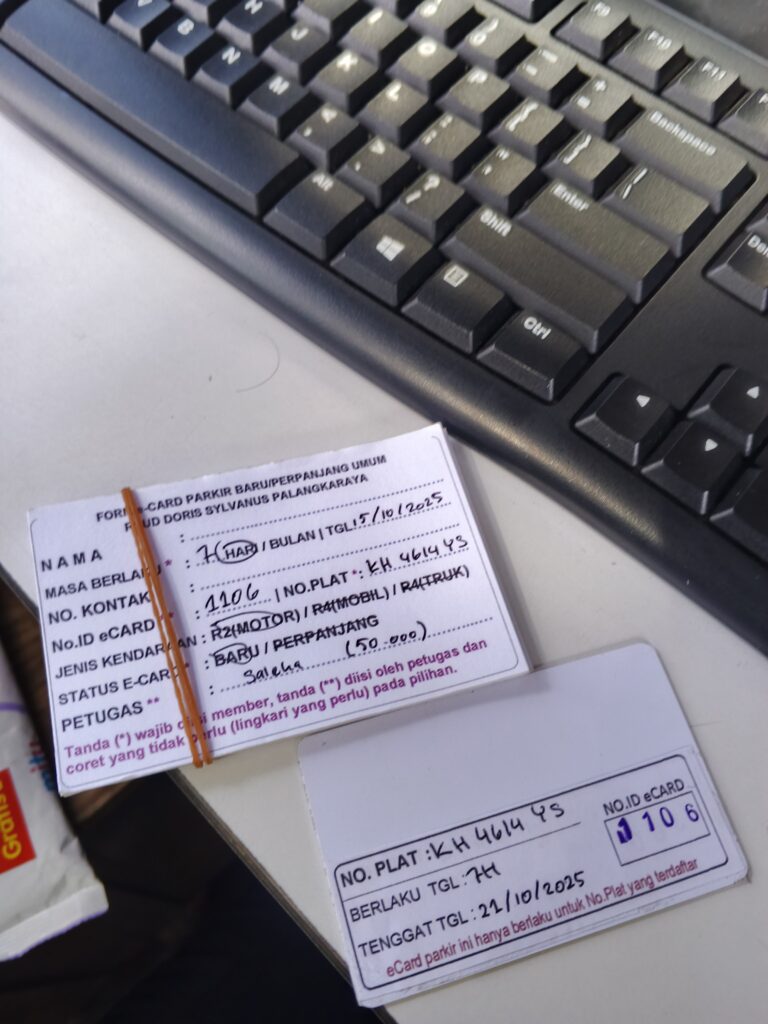 F9
F10
F11
V
B
N
H
M
J
K
L
O
P
Alt
Backspace
Enter
Shift
Ctrl
FORM e-CARD PARKIR BARU/PERPANJANG UMUM
DORIS SYLVANUS PALANGKARAYA
NAMA :
MASA BERLAKU * : 7 (HARI / BULAN | TGL: 15/10/2025
NO. KONTAK :
No.ID eCARD * : 1106 | NO.PLAT *: KH 4614 YS
JENIS KENDARAAN : R2(MOTOR) / R4(MOBIL) / R4(TRUK)
STATUS E-CARD * : BARU / PERPANJANG
PETUGAS ** : Saleha (50.000)
Tanda (*) wajib diisi member, tanda (**) diisi oleh petugas dan
coret yang tidak perlu (lingkari yang perlu) pada pilihan.
NO. PLAT : KH 4614 YS
NO.ID eCARD
1106
BERLAKU TGL : 7H
TENGGAT TGL : 21/10/2025
eCard parkir ini hanya berlaku untuk No.Plat yang terdaftar